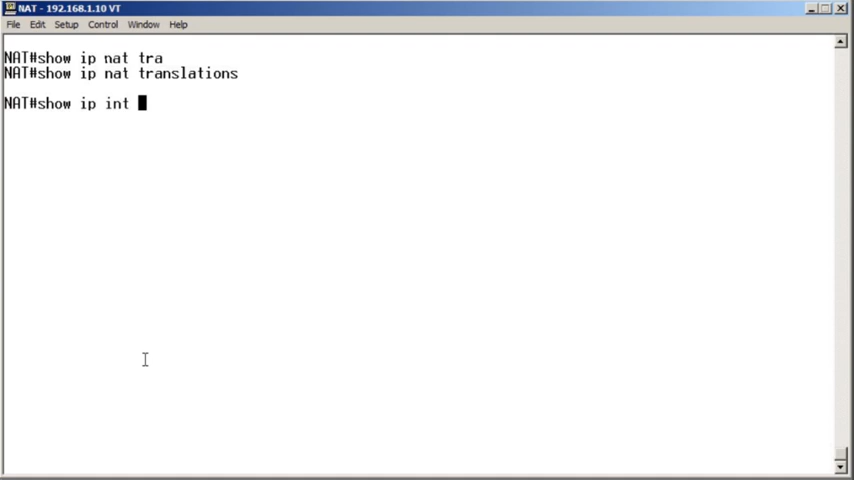 NAT - 192.168.1.10 VT
File Edit Setup Control Window Help
NAT#show ip nat tra
NAT#show ip nat translations
NAT#show ip int